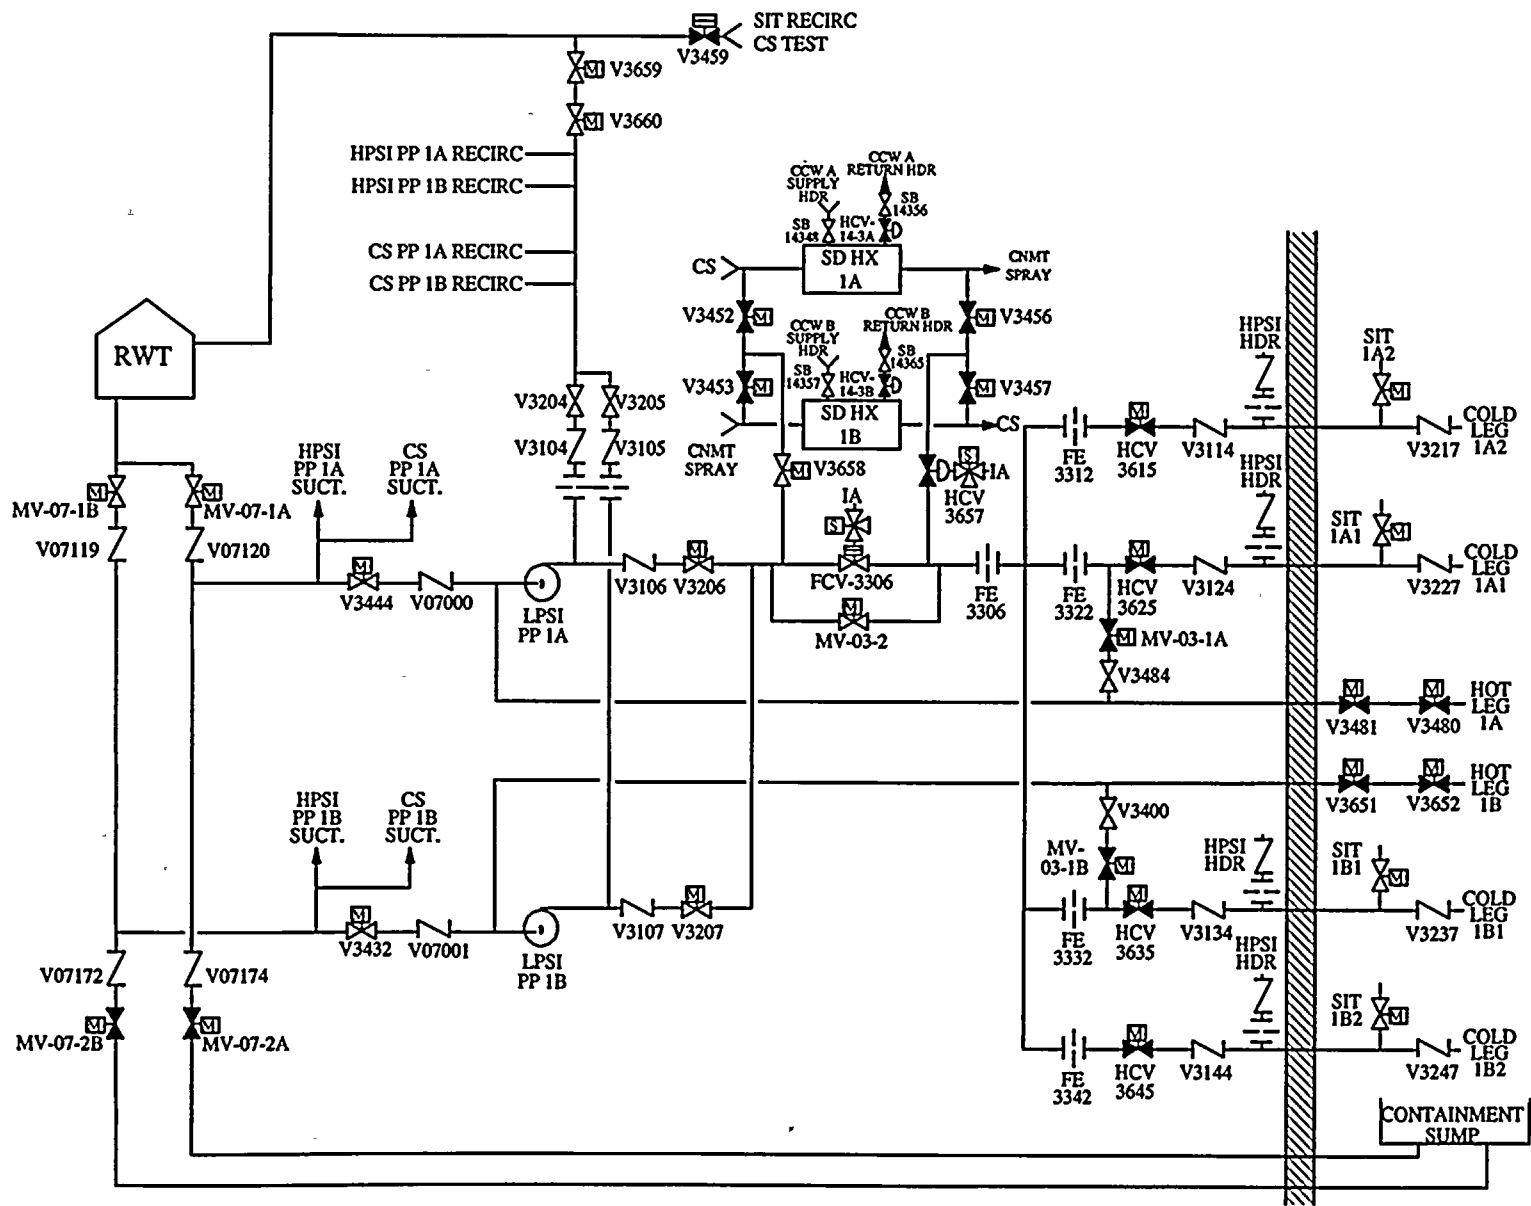 SIT RECIRC
CS TEST
V3459
M V3659
M V3660
HPSI PP 1A RECIRC
HPSI PP 1B RECIRC
CS PP 1A RECIRC
CS PP 1B RECIRC
CCW A
SUPPLY
HDR
CCW A
RETURN HDR
SB
14348
HCV-
14-3A
SB
14356
D
CS
SD HX
1A
CNMT
SPRAY
V3452 M
M V3456
CCW B
SUPPLY
HDR
CCW B
RETURN HDR
SB
14357
HCV-
14-3B
SB
14365
D
V3453 M
M V3457
SD HX
1B
CS
CNMT
SPRAY
M V3658
D
S
IA
HCV
3657
IA
S
FCV-3306
M
MV-03-2
RWT
M
MV-07-1B
M
MV-07-1A
V07119
V07120
HPSI
PP 1A
SUCT.
CS
PP 1A
SUCT.
V3204
V3205
V3104
V3105
M
V3444
V07000
LPSI
PP 1A
V3106
M
V3206
FE
3306
FE
3312
M
HCV
3615
V3114
HPSI
HDR
SIT
1A2
M
V3217
COLD
LEG
1A2
FE
3322
M
HCV
3625
V3124
HPSI
HDR
SIT
1A1
M
V3227
COLD
LEG
1A1
M MV-03-1A
V3484
M
V3481
M
V3480
HOT
LEG
1A
M
V3651
M
V3652
HOT
LEG
1B
V3400
MV-
03-1B
M
HPSI
PP 1B
SUCT.
CS
PP 1B
SUCT.
M
V3432
V07001
LPSI
PP 1B
V3107
M
V3207
FE
3332
M
HCV
3635
V3134
HPSI
HDR
SIT
1B1
M
V3237
COLD
LEG
1B1
FE
3342
M
HCV
3645
V3144
HPSI
HDR
SIT
1B2
M
V3247
COLD
LEG
1B2
V07172
V07174
M
MV-07-2B
M
MV-07-2A
CONTAINMENT
SUMP